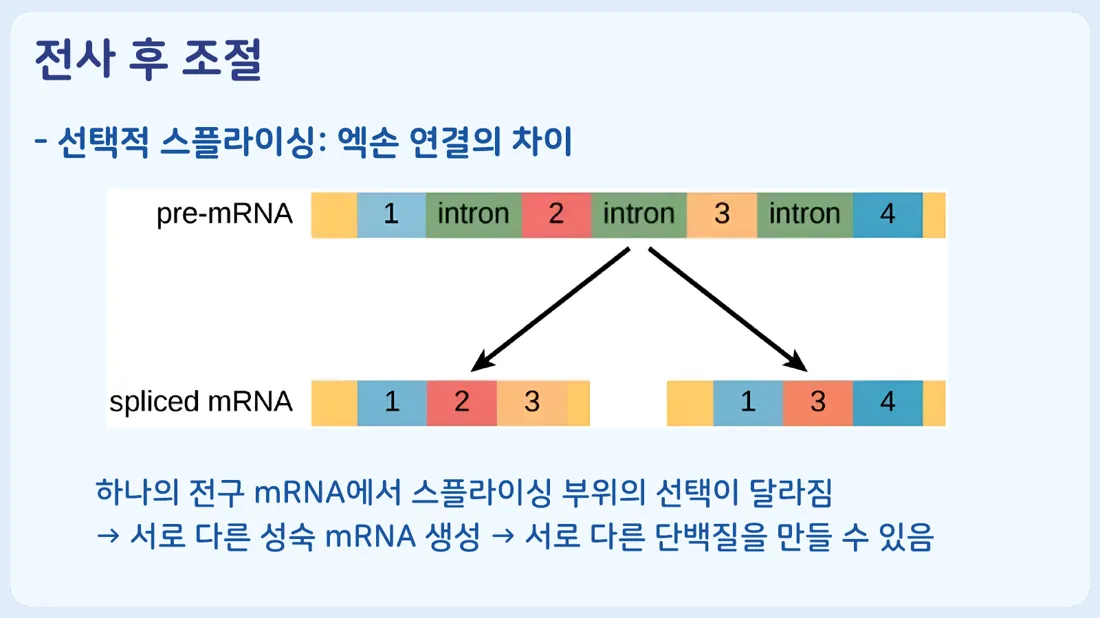 전사 후 조절
- 선택적 스플라이싱: 엑손 연결의 차이
pre-mRNA 1 intron 2 intron 3 intron 4
spliced mRNA 1 2 3 1 3 4
하나의 전구 mRNA에서 스플라이싱 부위의 선택이 달라짐
→ 서로 다른 성숙 mRNA 생성 → 서로 다른 단백질을 만들 수 있음